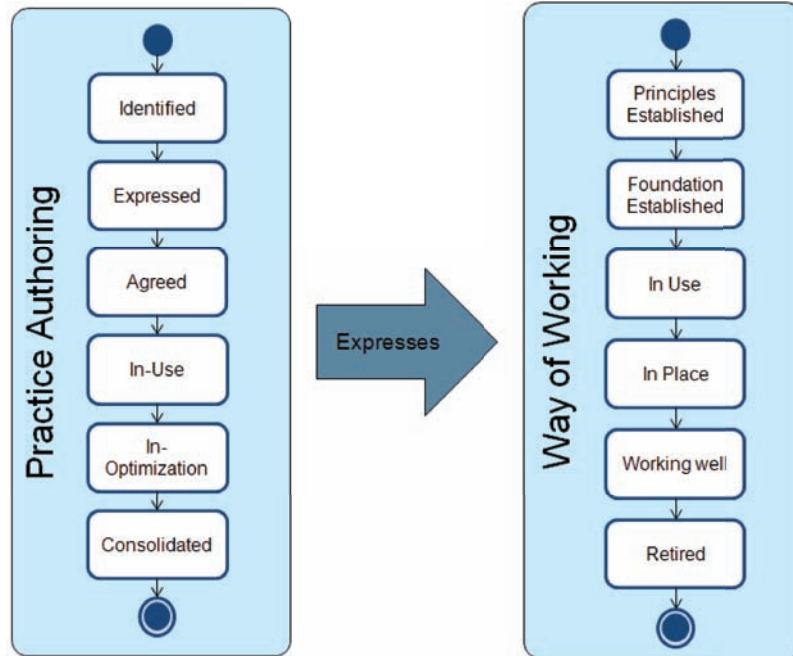 Practice Authoring
Identified
Expressed
Agreed
In-Use
In-
Optimization
Consolidated
Expresses
Way of Working
Principles
Established
Foundation
Established
In Use
In Place
Working well
Retired